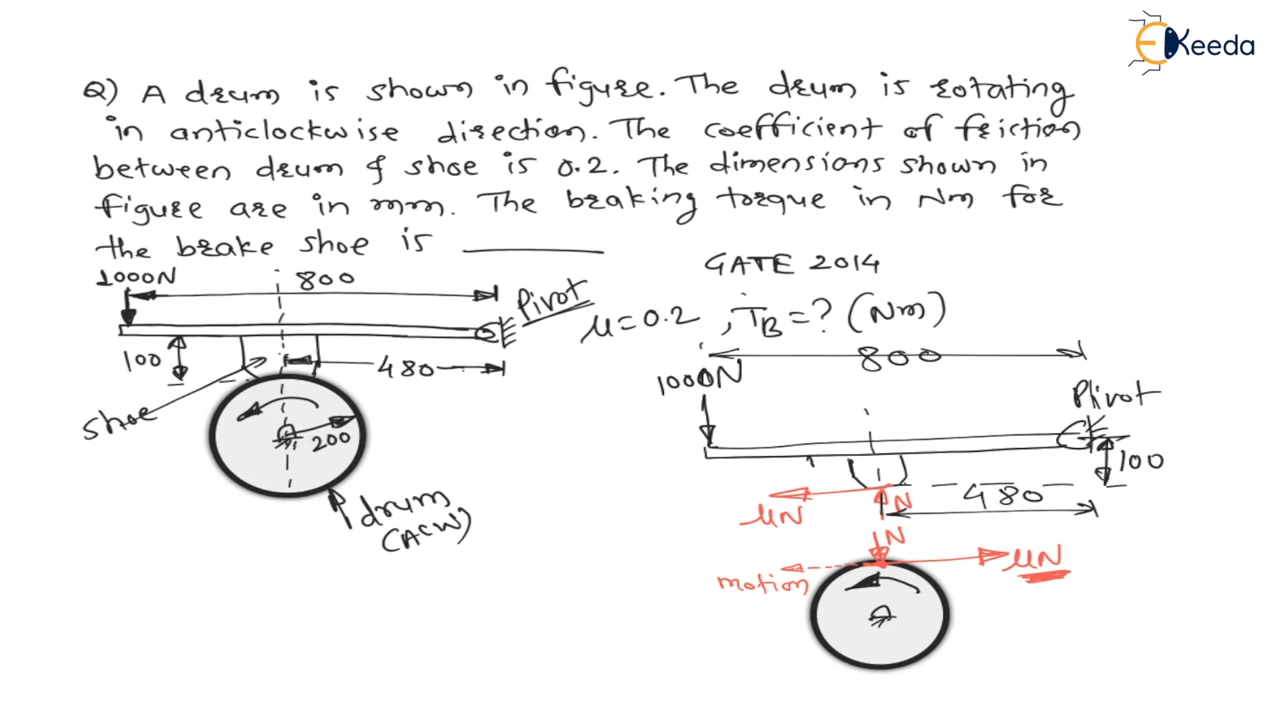 EKeeda
Q) A drum is shown in figure. The drum is rotating
in anticlockwise direction. The coefficient of friction
between drum & shoe is 0.2. The dimensions shown in
figure are in mm. The braking torque in Nm for
the brake shoe is ________
GATE 2014
μ=0.2 ; TB=? (Nm)
1000N
800
Pivot
100
480
shoe
200
drum
(ACW)
800
1000N
Pivot
100
480
μN
N
N
μN
motion